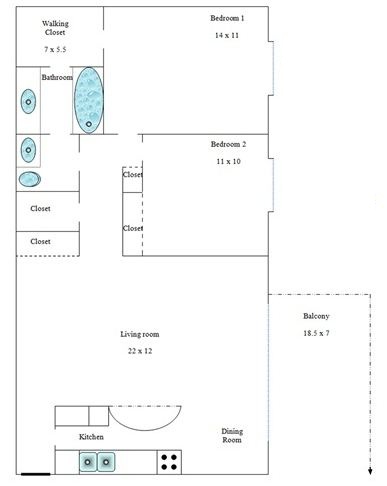 Walking
Closet
7 x 5.5
Bedroom 1
14 x 11
Bathroom
Bedroom 2
11 x 10
Closet
Closet
Closet
Closet
Living room
22 x 12
Balcony
18.5 x 7
Kitchen
Dining
Room